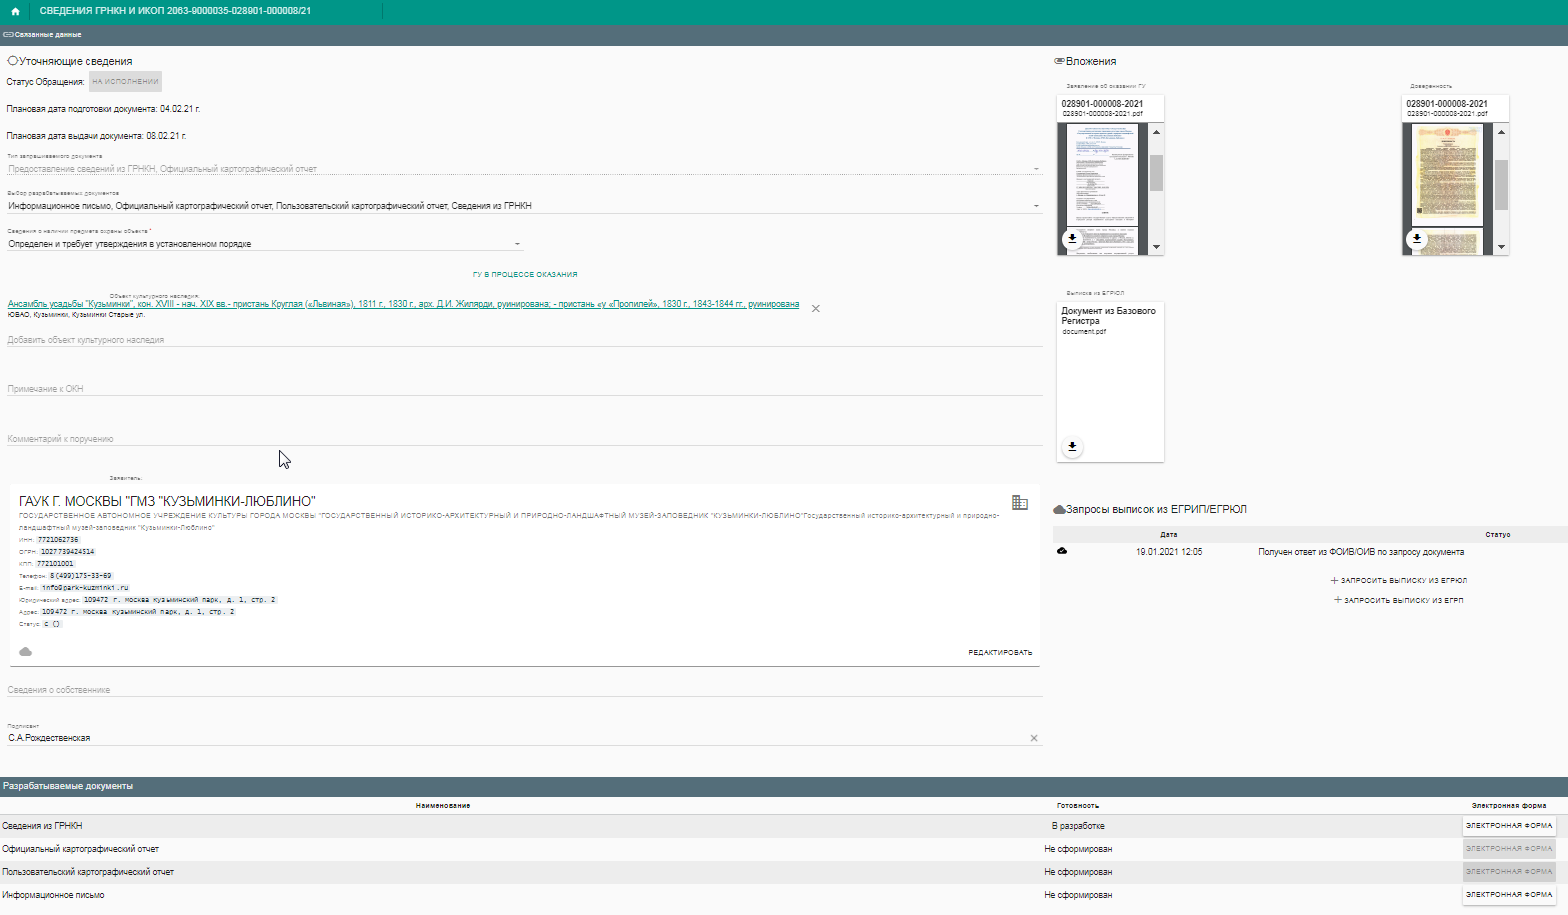 СВЕДЕНИЯ ГРНКН И ИКОП 2063-9000035-028901-000008/21
Связанные данные
Уточняющие сведения
Статус Обращения: НА ИСПОЛНЕНИИ
Плановая дата подготовки документа: 04.02.21 г.
Плановая дата выдачи документа: 08.02.21 г.
Тип запрашиваемого документа
Предоставление сведений из ГРНКН, Официальный картографический отчет
Выбор разрабатываемых документов
Информационное письмо, Официальный картографический отчет, Пользовательский картографический отчет, Сведения из ГРНКН
Сведения о наличии предмета охраны объекта *
Определен и требует утверждения в установленном порядке
ГУ В ПРОЦЕССЕ ОКАЗАНИЯ
Объект культурного наследия:
Ансамбль усадьбы "Кузьминки", кон. XVIII - нач. XIX вв.- пристань Круглая («Львиная»), 1811 г., 1830 г., арх. Д.И. Жилярди, руинирована; - пристань «у «Пропилей», 1830 г., 1843-1844 гг., руинирована
ЮВАО, Кузьминки, Кузьминки Старые ул.
Добавить объект культурного наследия
Примечание к ОКН
Комментарий к поручению
Заявитель:
ГАУК Г. МОСКВЫ "ГМЗ "КУЗЬМИНКИ-ЛЮБЛИНО"
ГОСУДАРСТВЕННОЕ АВТОНОМНОЕ УЧРЕЖДЕНИЕ КУЛЬТУРЫ ГОРОДА МОСКВЫ "ГОСУДАРСТВЕННЫЙ ИСТОРИКО-АРХИТЕКТУРНЫЙ И ПРИРОДНО-ЛАНДШАФТНЫЙ МУЗЕЙ-ЗАПОВЕДНИК "КУЗЬМИНКИ-ЛЮБЛИНО"Государственный историко-архитектурный и природно-
ландшафтный музей-заповедник "Кузьминки-Люблино"
ИНН: 7721062736
ОГРН: 1027739424514
КПП: 772101001
Телефон: 8(499)175-33-69
E-mail: info@park-kuzminki.ru
Юридический адрес: 109472 г. москва кузьминский парк, д. 1, стр. 2
Адрес: 109472 г. москва кузьминский парк, д. 1, стр. 2
Статус: с ()
РЕДАКТИРОВАТЬ
Сведения о собственнике
Подписант
С.А.Рождественская
Вложения
Заявление об оказании ГУ
028901-000008-2021
028901-000008-2021.pdf
Доверенность
028901-000008-2021
028901-000008-2021.pdf
Выписка из ЕГРЮЛ
Документ из Базового
Регистра
document.pdf
Запросы выписок из ЕГРИП/ЕГРЮЛ
Дата Статус
19.01.2021 12:05 Получен ответ из ФОИВ/ОИВ по запросу документа
ЗАПРОСИТЬ ВЫПИСКУ ИЗ ЕГРЮЛ
ЗАПРОСИТЬ ВЫПИСКУ ИЗ ЕГРП
Разрабатываемые документы
Наименование Готовность Электронная форма
Сведения из ГРНКН В разработке ЭЛЕКТРОННАЯ ФОРМА
Официальный картографический отчет Не сформирован ЭЛЕКТРОННАЯ ФОРМА
Пользовательский картографический отчет Не сформирован ЭЛЕКТРОННАЯ ФОРМА
Информационное письмо Не сформирован ЭЛЕКТРОННАЯ ФОРМА